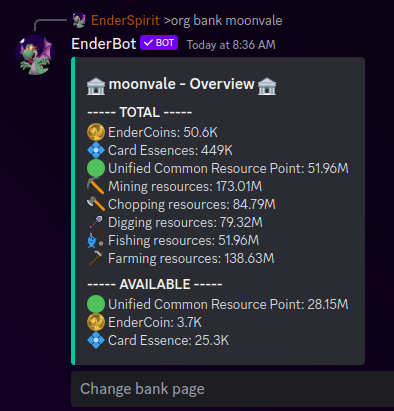 EnderSpirit >org bank moonvale
EnderBot ✓ BOT Today at 8:36 AM
moonvale - Overview
----- TOTAL -----
EnderCoins: 50.6K
Card Essences: 449K
Unified Common Resource Point: 51.96M
Mining resources: 173.01M
Chopping resources: 84.79M
Digging resources: 79.32M
Fishing resources: 51.96M
Farming resources: 138.63M
----- AVAILABLE -----
Unified Common Resource Point: 28.15M
EnderCoin: 3.7K
Card Essence: 25.3K
Change bank page